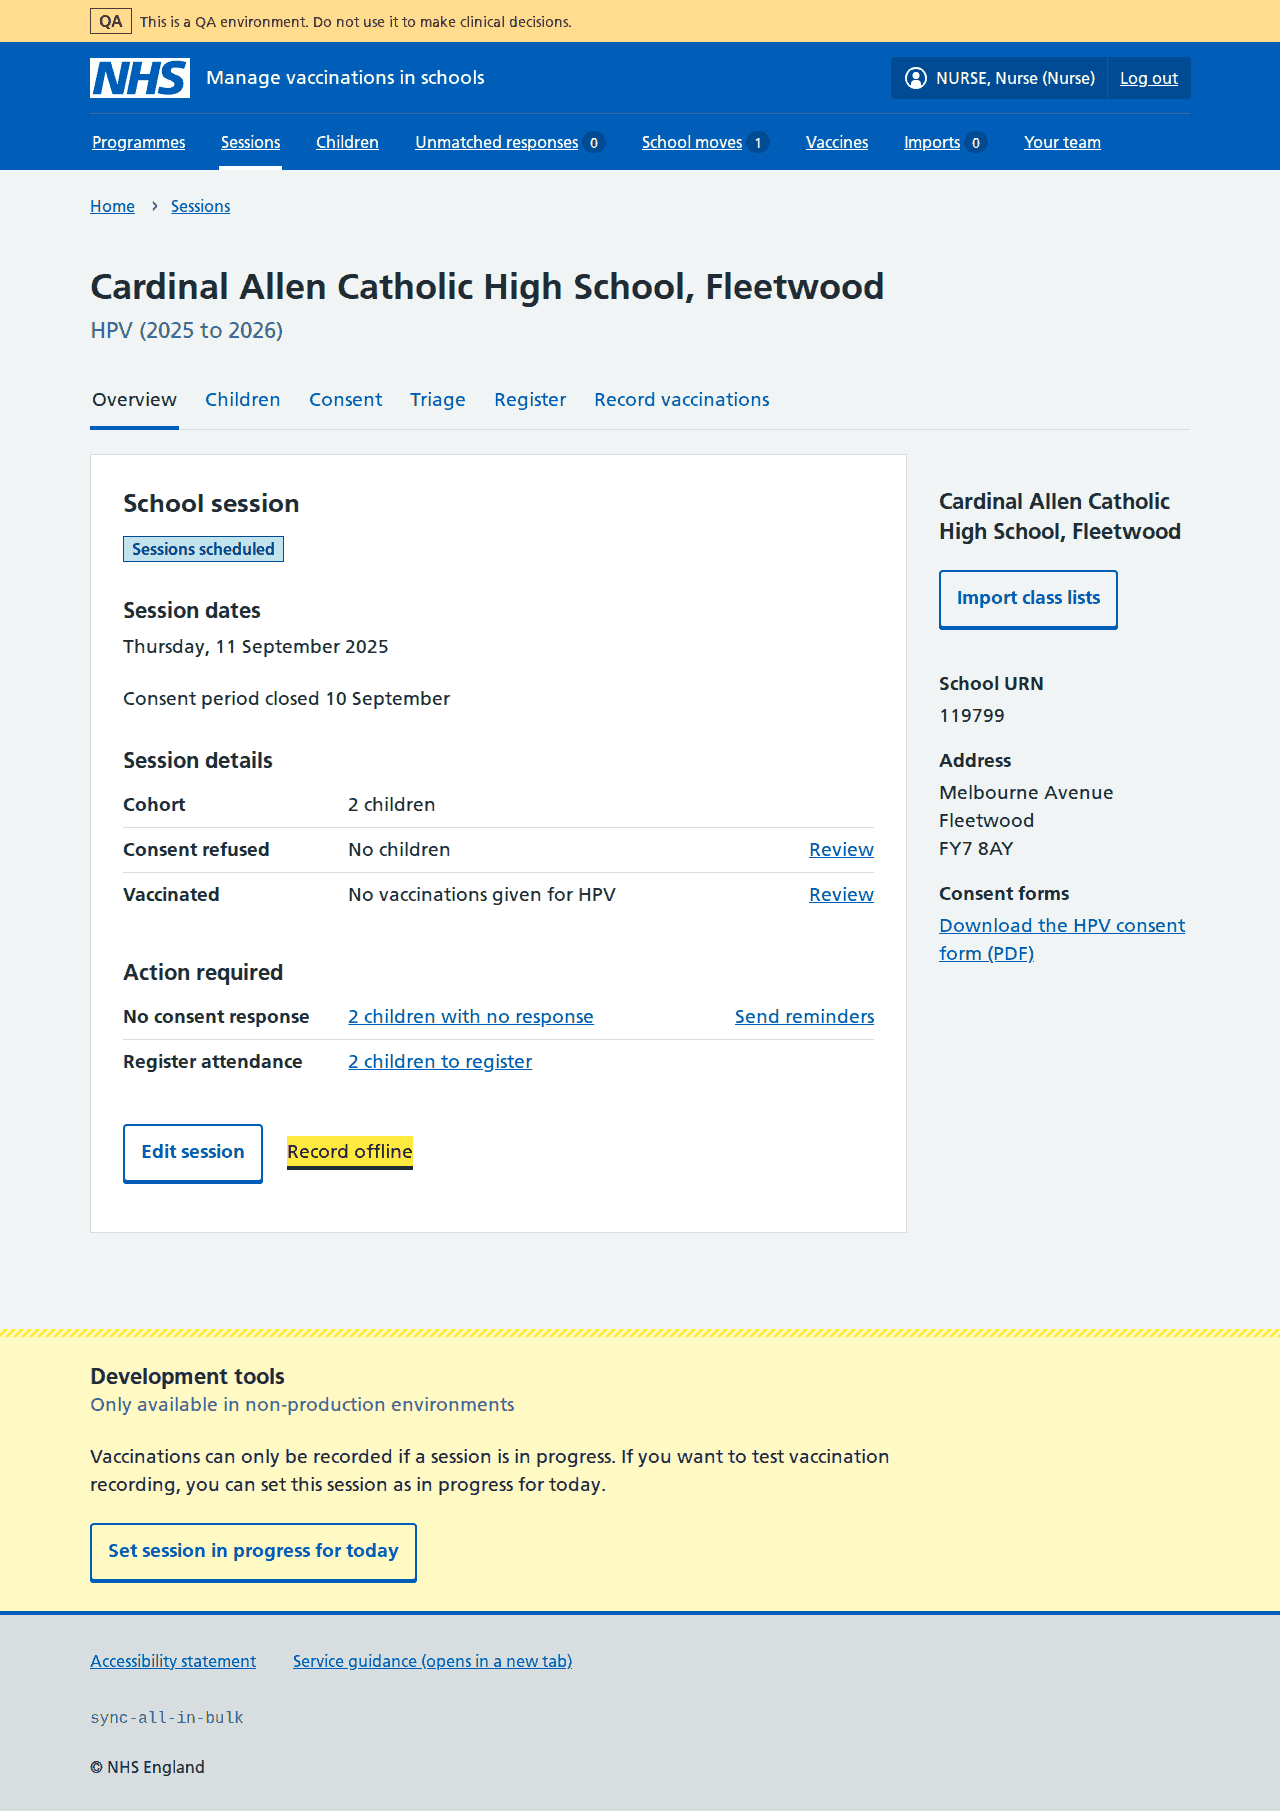 QA This is a QA environment. Do not use it to make clinical decisions.
NHS Manage vaccinations in schools NURSE, Nurse (Nurse) Log out
Programmes Sessions Children Unmatched responses 0 School moves 1 Vaccines Imports 0 Your team
Home › Sessions
Cardinal Allen Catholic High School, Fleetwood
HPV (2025 to 2026)
Overview Children Consent Triage Register Record vaccinations
School session
Sessions scheduled
Session dates
Thursday, 11 September 2025
Consent period closed 10 September
Session details
Cohort 2 children
Consent refused No children Review
Vaccinated No vaccinations given for HPV Review
Action required
No consent response 2 children with no response Send reminders
Register attendance 2 children to register
Edit session Record offline
Cardinal Allen Catholic
High School, Fleetwood
Import class lists
School URN
119799
Address
Melbourne Avenue
Fleetwood
FY7 8AY
Consent forms
Download the HPV consent
form (PDF)
Development tools
Only available in non-production environments
Vaccinations can only be recorded if a session is in progress. If you want to test vaccination
recording, you can set this session as in progress for today.
Set session in progress for today
Accessibility statement Service guidance (opens in a new tab)
sync-all-in-bulk
© NHS England